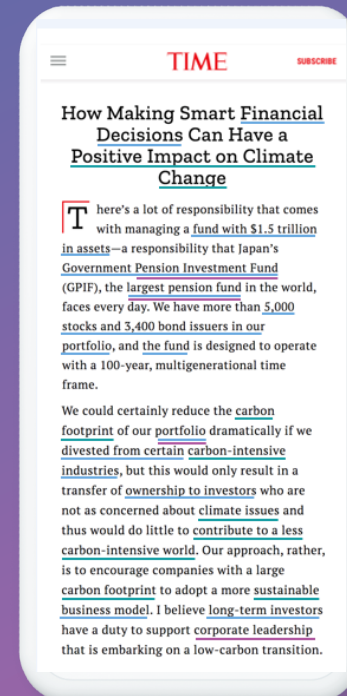 TIME
SUBSCRIBE
How Making Smart Financial
Decisions Can Have a
Positive Impact on Climate
Change
There's a lot of responsibility that comes
with managing a fund with $1.5 trillion
in assets—a responsibility that Japan's
Government Pension Investment Fund
(GPIF), the largest pension fund in the world,
faces every day. We have more than 5,000
stocks and 3,400 bond issuers in our
portfolio, and the fund is designed to operate
with a 100-year, multigenerational time
frame.
We could certainly reduce the carbon
footprint of our portfolio dramatically if we
divested from certain carbon-intensive
industries, but this would only result in a
transfer of ownership to investors who are
not as concerned about climate issues and
thus would do little to contribute to a less
carbon-intensive world. Our approach, rather,
is to encourage companies with a large
carbon footprint to adopt a more sustainable
business model. I believe long-term investors
have a duty to support corporate leadership
that is embarking on a low-carbon transition.